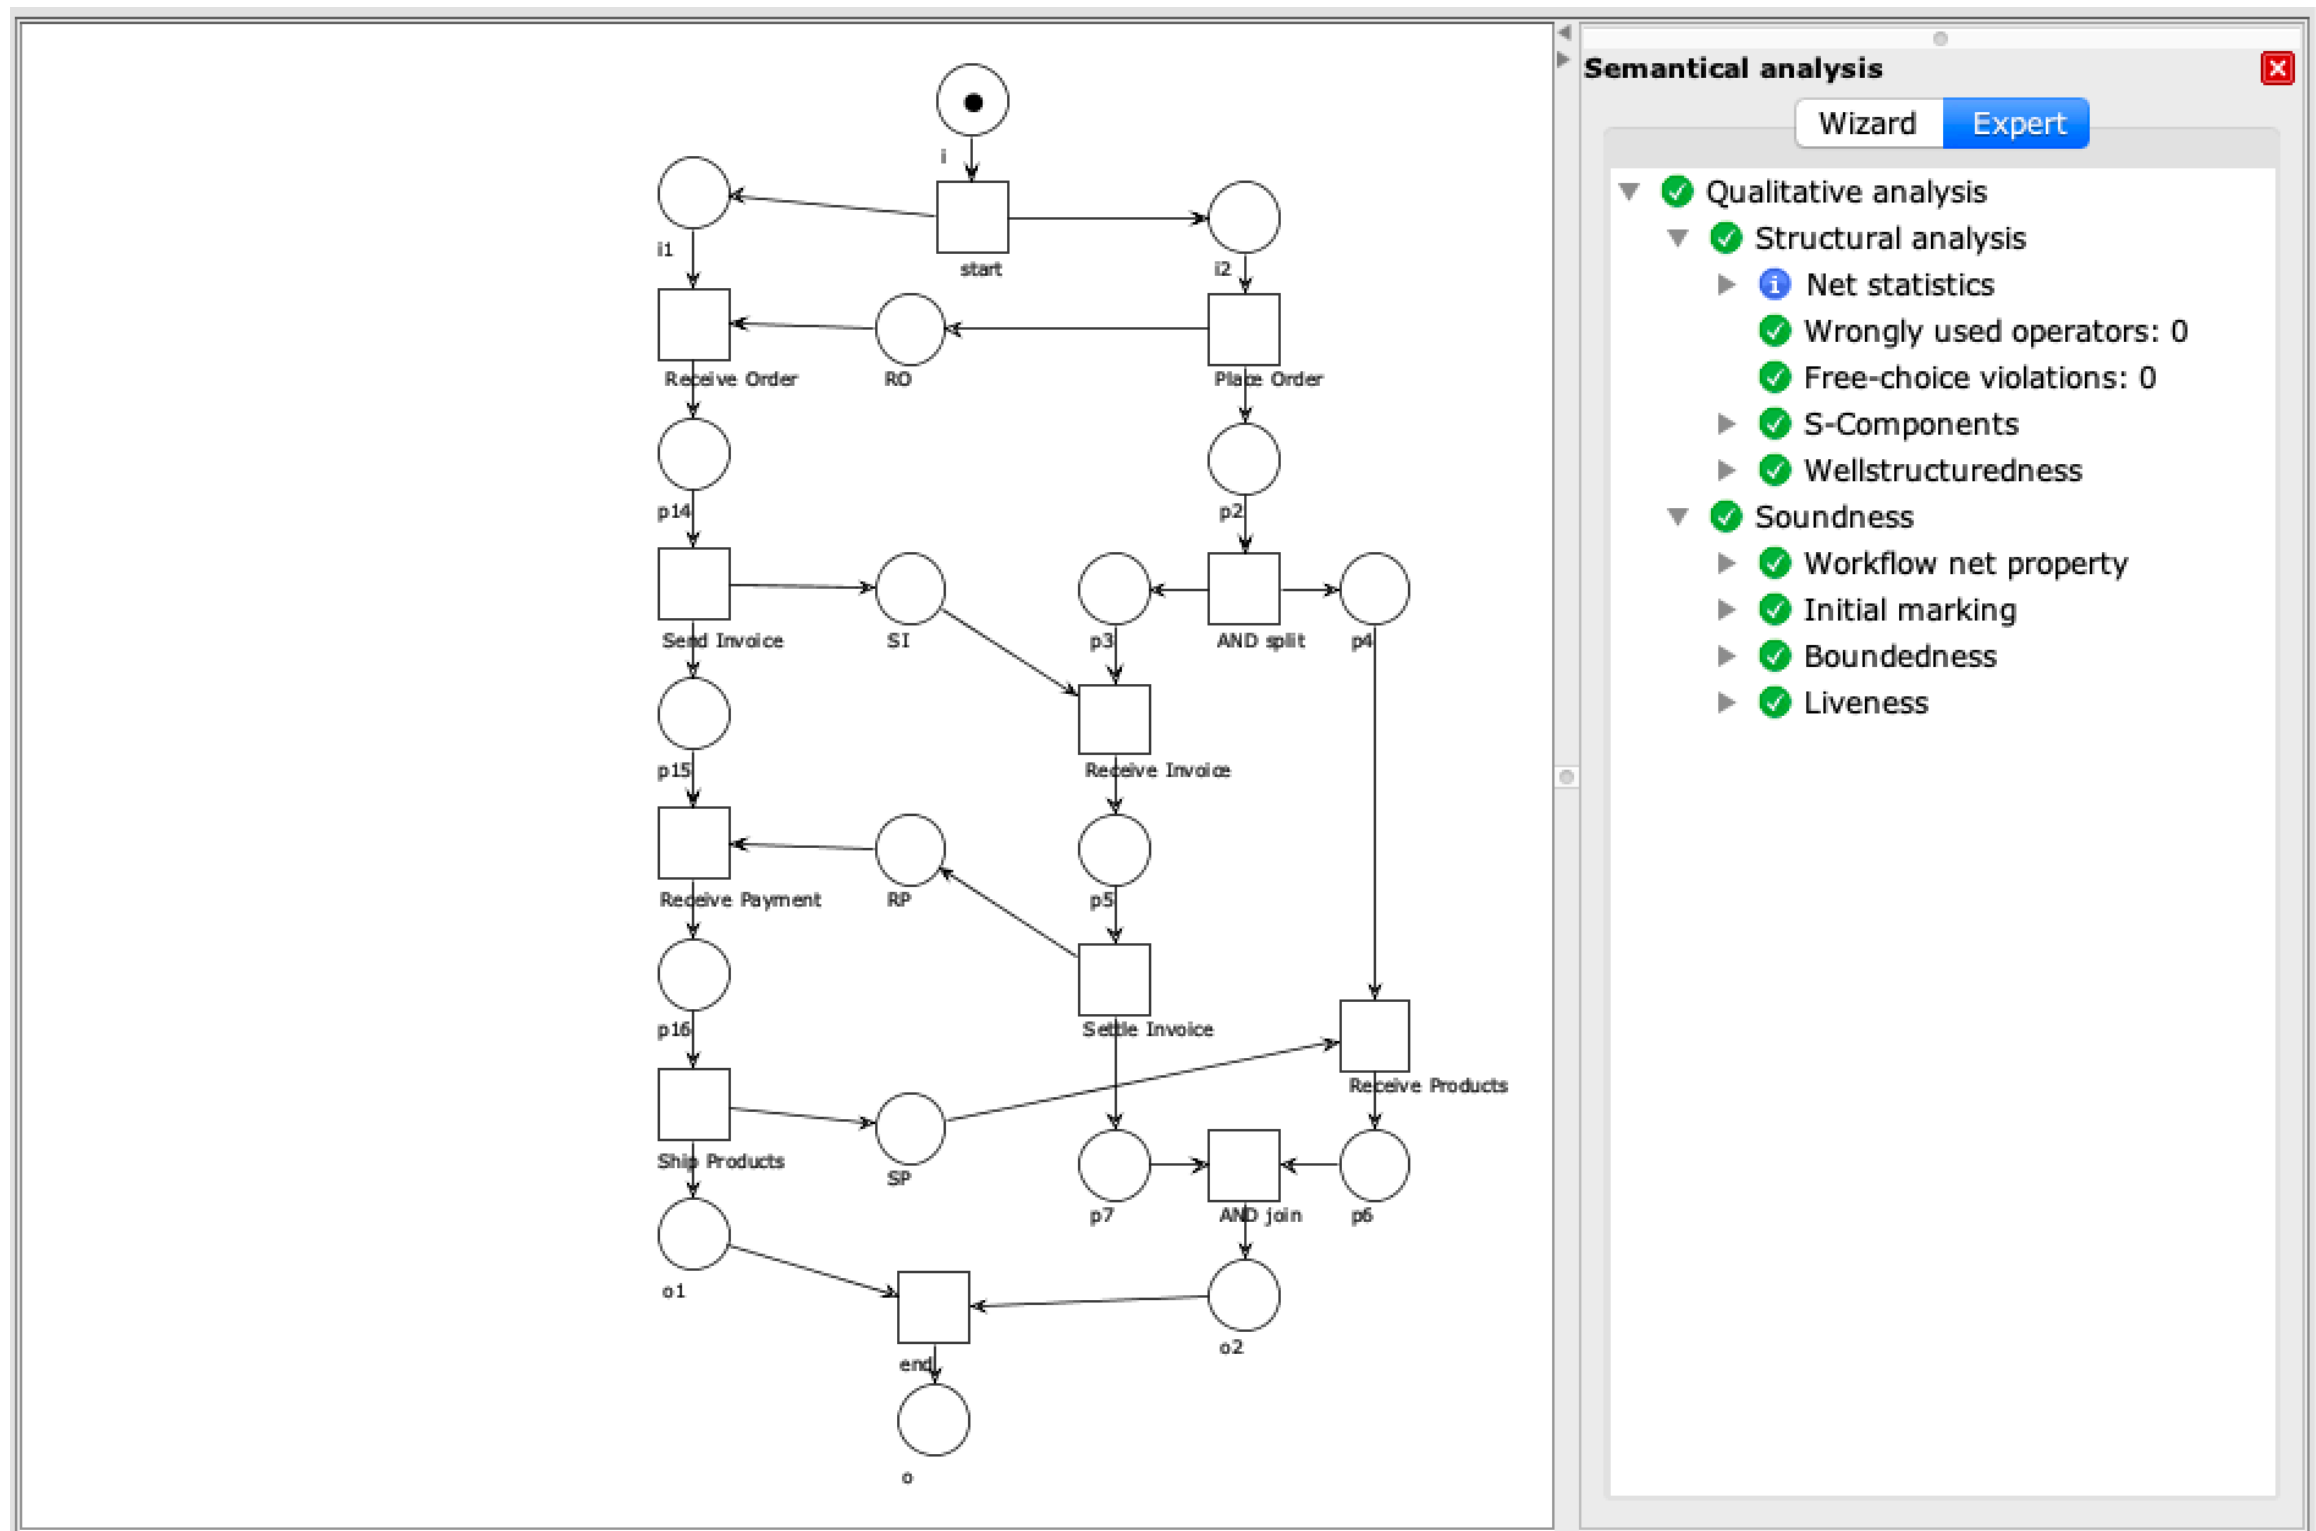 Semantical analysis
Wizard Expert
Qualitative analysis
Structural analysis
Net statistics
Wrongly used operators: 0
Free-choice violations: 0
S-Components
Wellstructuredness
Soundness
Workflow net property
Initial marking
Boundedness
Liveness
i
i1
start
i2
Receive Order
RO
Place Order
p14
p2
Send Invoice
SI
p3
AND split
p4
p15
Receive Invoice
Receive Payment
RP
p5
p16
Settle Invoice
Receive Products
Ship Products
SP
p7
AND join
p6
o1
o2
end
o